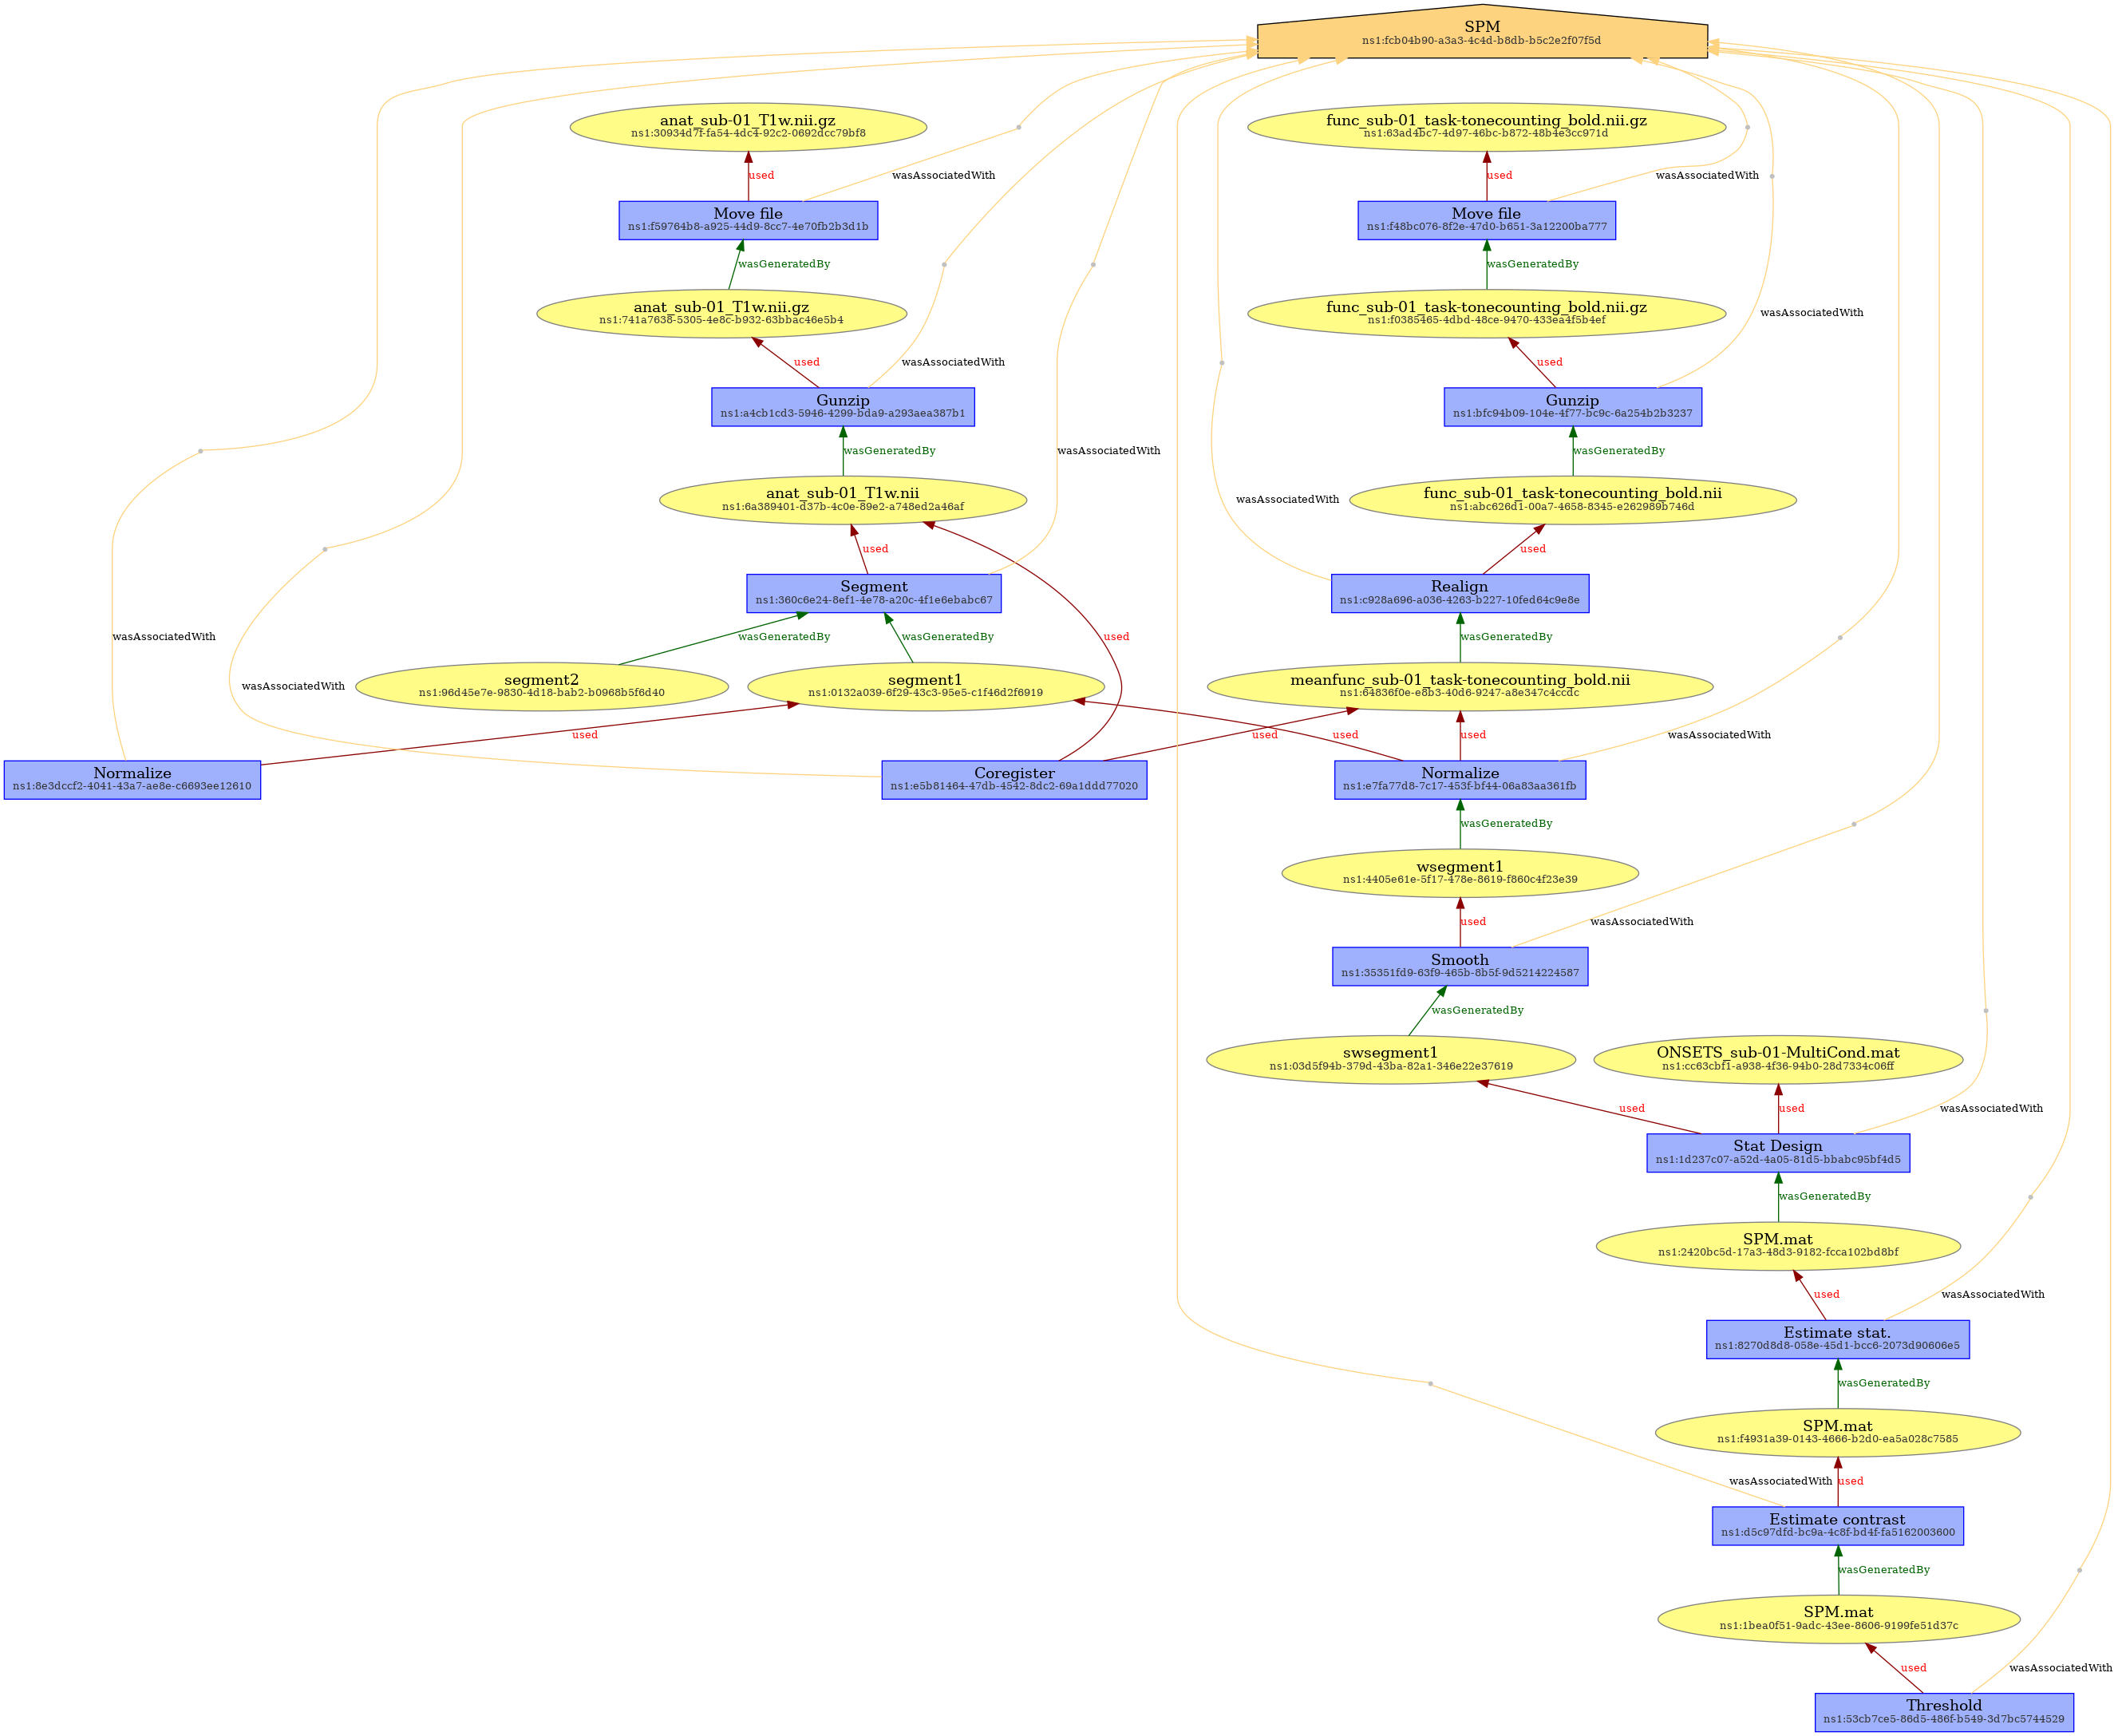 SPM
ns1:fcb04b90-a3a3-4c4d-b8db-b5c2e2f07f5d
anat_sub-01_T1w.nii.gz
ns1:30934d7f-fa54-4dc4-92c2-0692dcc79bf8
func_sub-01_task-tonecounting_bold.nii.gz
ns1:63ad4bc7-4d97-46bc-b872-48b4e3cc971d
used
wasAssociatedWith
used
wasAssociatedWith
Move file
ns1:f59764b8-a925-44d9-8cc7-4e70fb2b3d1b
Move file
ns1:f48bc076-8f2e-47d0-b651-3a12200ba777
wasGeneratedBy
wasGeneratedBy
anat_sub-01_T1w.nii.gz
ns1:741a7638-5305-4e8c-b932-63bbac46e5b4
func_sub-01_task-tonecounting_bold.nii.gz
ns1:f0385465-4dbd-48ce-9470-433ea4f5b4ef
wasAssociatedWith
used
wasAssociatedWith
used
Gunzip
ns1:a4cb1cd3-5946-4299-bda9-a293aea387b1
Gunzip
ns1:bfc94b09-104e-4f77-bc9c-6a254b2b3237
wasGeneratedBy
wasAssociatedWith
wasGeneratedBy
anat_sub-01_T1w.nii
ns1:6a389401-d37b-4c0e-89e2-a748ed2a46af
func_sub-01_task-tonecounting_bold.nii
ns1:abc626d1-00a7-4658-8345-e262989b746d
wasAssociatedWith
used
used
Segment
ns1:360c6e24-8ef1-4e78-a20c-4f1e6ebabc67
Realign
ns1:c928a696-a036-4263-b227-10fed64c9e8e
wasAssociatedWith
wasGeneratedBy
wasGeneratedBy
used
wasGeneratedBy
segment2
ns1:96d45e7e-9830-4d18-bab2-b0968b5f6d40
segment1
ns1:0132a039-6f29-43c3-95e5-c1f46d2f6919
meanfunc_sub-01_task-tonecounting_bold.nii
ns1:64836f0e-e8b3-40d6-9247-a8e347c4ccdc
wasAssociatedWith
used
used
used
used
wasAssociatedWith
Normalize
ns1:8e3dccf2-4041-43a7-ae8e-c6693ee12610
Coregister
ns1:e5b81464-47db-4542-8dc2-69a1ddd77020
Normalize
ns1:e7fa77d8-7c17-453f-bf44-06a83aa361fb
wasGeneratedBy
wsegment1
ns1:4405e61e-5f17-478e-8619-f860c4f23e39
used
wasAssociatedWith
Smooth
ns1:35351fd9-63f9-465b-8b5f-9d5214224587
wasGeneratedBy
swsegment1
ns1:03d5f94b-379d-43ba-82a1-346e22e37619
ONSETS_sub-01-MultiCond.mat
ns1:cc63cbf1-a938-4f36-94b0-28d7334c06ff
used
used
wasAssociatedWith
Stat Design
ns1:1d237c07-a52d-4a05-81d5-bbabc95bf4d5
wasGeneratedBy
SPM.mat
ns1:2420bc5d-17a3-48d3-9182-fcca102bd8bf
used
wasAssociatedWith
Estimate stat.
ns1:8270d8d8-058e-45d1-bcc6-2073d90606e5
wasGeneratedBy
SPM.mat
ns1:f4931a39-0143-4666-b2d0-ea5a028c7585
wasAssociatedWith
used
Estimate contrast
ns1:d5c97dfd-bc9a-4c8f-bd4f-fa5162003600
wasGeneratedBy
SPM.mat
ns1:1bea0f51-9adc-43ee-8606-9199fe51d37c
used
wasAssociatedWith
Threshold
ns1:53cb7ce5-86d5-486f-b549-3d7bc5744529